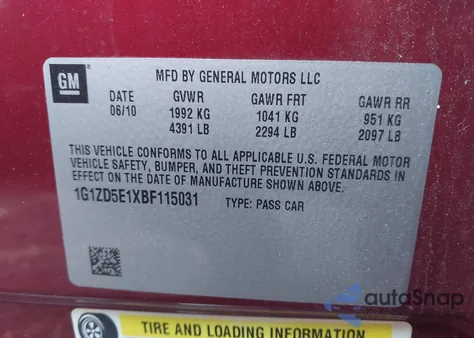 GM
MFD BY GENERAL MOTORS LLC
DATE GVWR GAWR FRT GAWR RR
06/10 1992 KG 1041 KG 951 KG
4391 LB 2294 LB 2097 LB
THIS VEHICLE CONFORMS TO ALL APPLICABLE U.S. FEDERAL MOTOR
VEHICLE SAFETY, BUMPER, AND THEFT PREVENTION STANDARDS IN
EFFECT ON THE DATE OF MANUFACTURE SHOWN ABOVE.
1G1ZD5E1XBF115031 TYPE: PASS CAR
autoSnap
TIRE AND LOADING INFORMATION